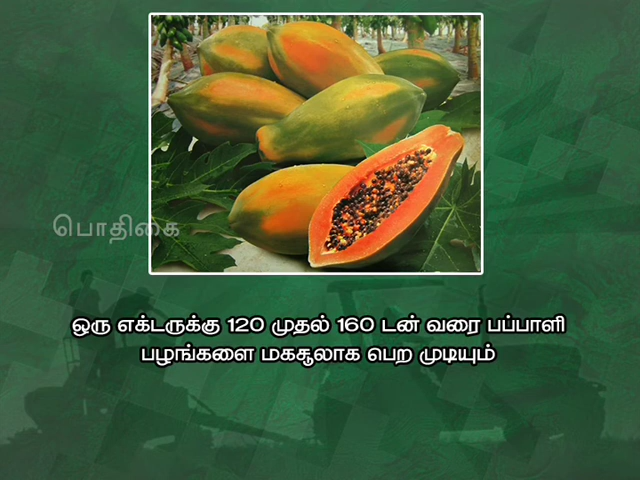 பொதிகை
ஒரு எக்டருக்கு 120 முதல் 160 டன் வரை பப்பாளி
பழங்களை மகசூலாக பெற முடியும்